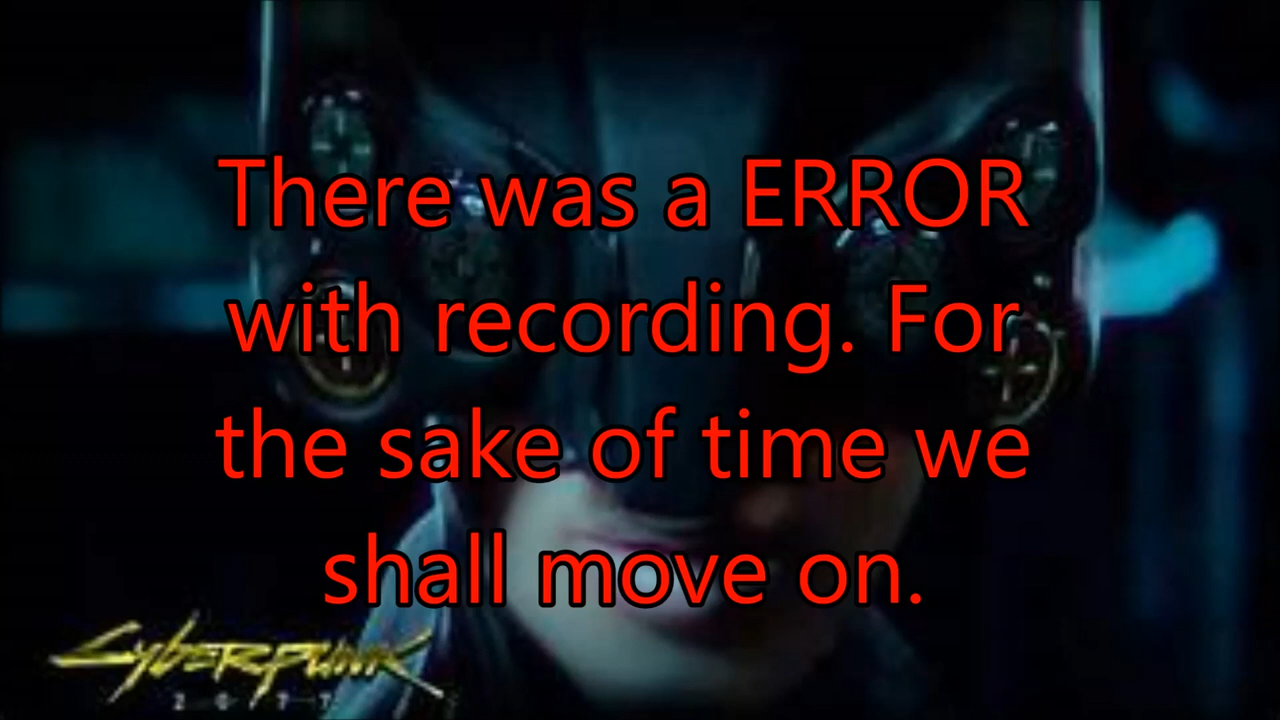 There was a ERROR
with recording. For
the sake of time we
shall move on.
Cyberpunk
2077